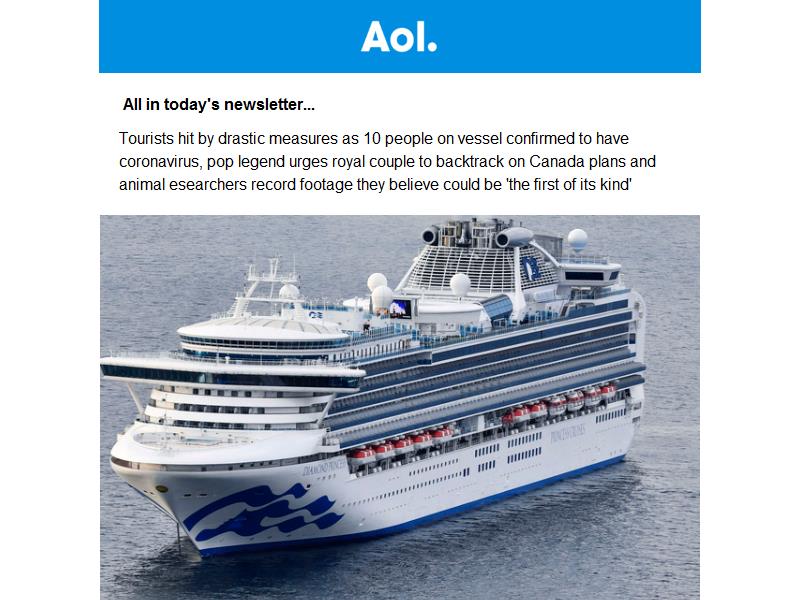 Aol.
All in today's newsletter...
Tourists hit by drastic measures as 10 people on vessel confirmed to have
coronavirus, pop legend urges royal couple to backtrack on Canada plans and
animal esearchers record footage they believe could be 'the first of its kind'
DIAMOND PRINCESS
PRINCESS CRUISES